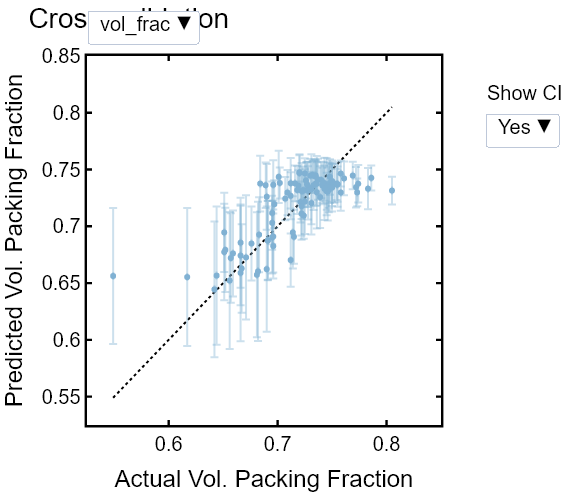 vol_frac ▼
Show CI
Yes ▼
Predicted Vol. Packing Fraction
0.85
0.8
0.75
0.7
0.65
0.6
0.55
0.6 0.7 0.8
Actual Vol. Packing Fraction